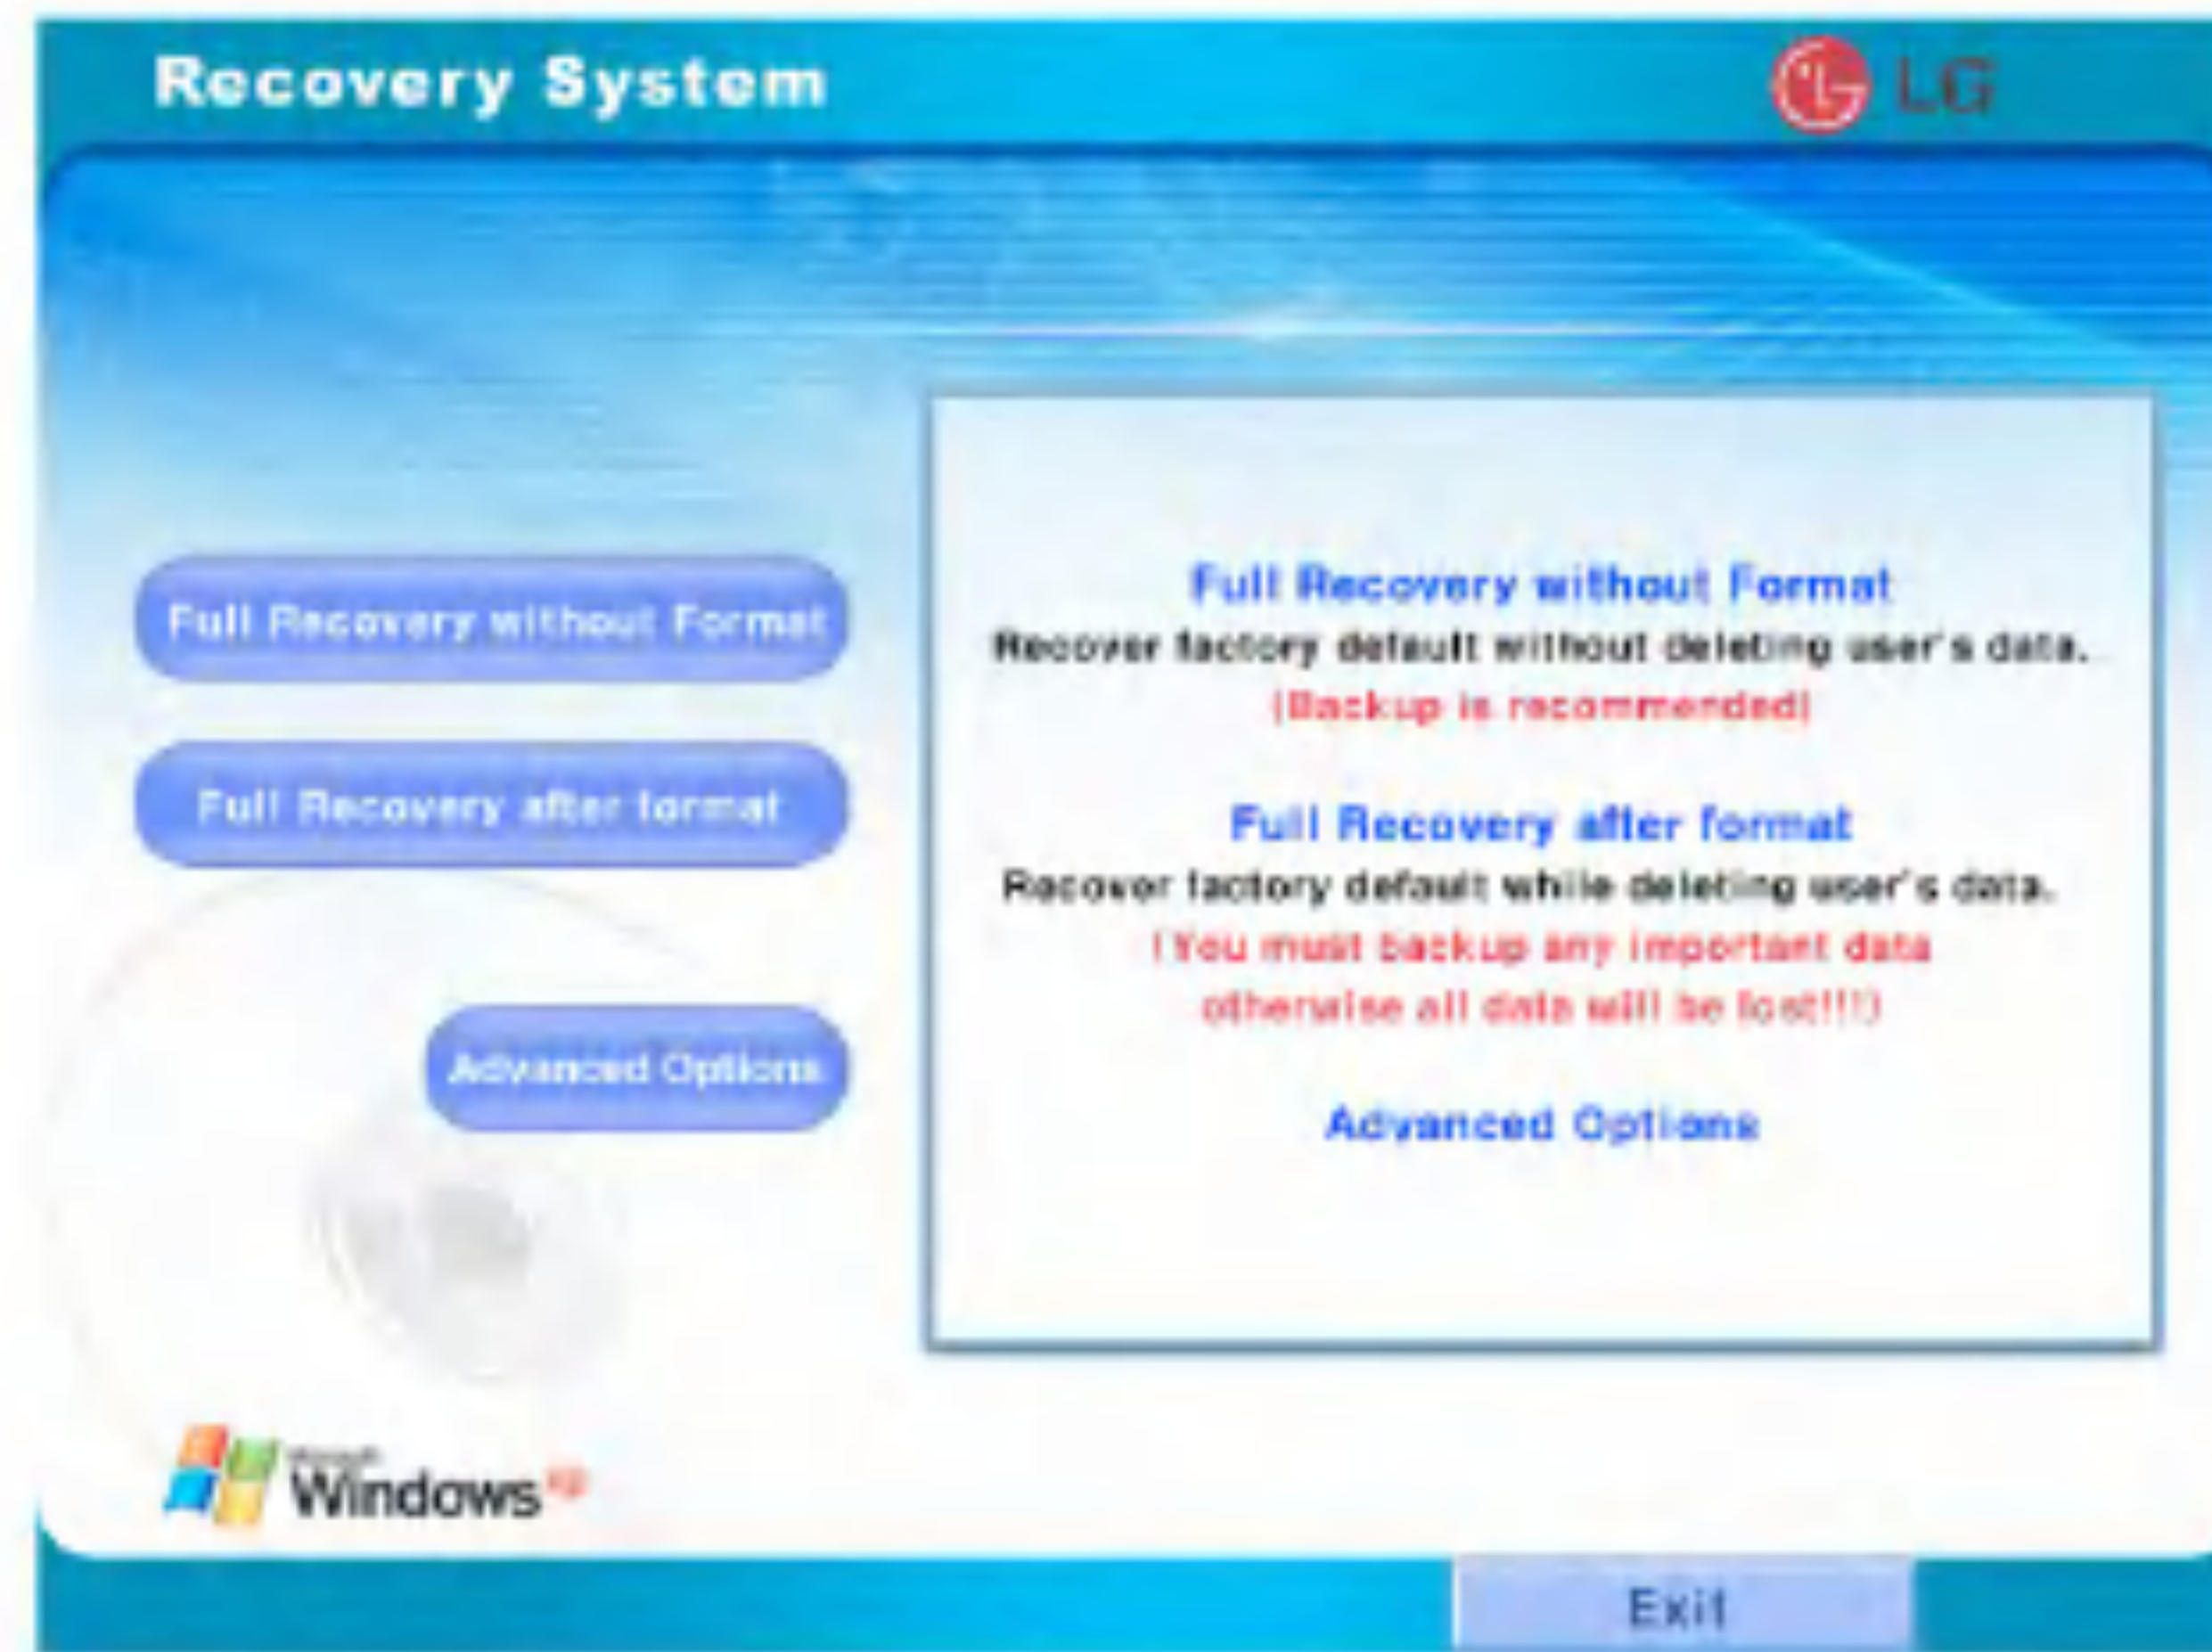 Recovery System
LG
Full Recovery without Format
Full Recovery after format
Advanced Options
Full Recovery without Format
Recover factory default without deleting user's data.
(Backup is recommended)
Full Recovery after format
Recover factory default while deleting user's data.
(You must backup any important data
otherwise all data will be lost!!!)
Advanced Options
Microsoft
Windows xp
Exit